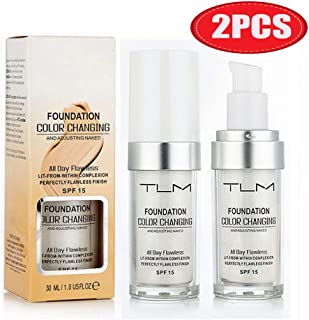 2PCS
FOUNDATION
COLOR CHANGING
AND ADJUSTING NAKED
All Day Flawless
LIT-FROM-WITHIN COMPLEXION
PERFECTLY FLAWLESS FINISH
SPF 15
30 ML / 1.0 US FL.OZ
TLM
FOUNDATION
COLOR CHANGING
AND ADJUSTING NAKED
All Day Flawless
LIT-FROM-WITHIN COMPLEXION
PERFECTLY FLAWLESS FINISH
SPF 15
TLM
FOUNDATION
COLOR CHANGING
AND ADJUSTING NAKED
All Day Flawless
LIT-FROM-WITHIN COMPLEXION
PERFECTLY FLAWLESS FINISH
SPF 15